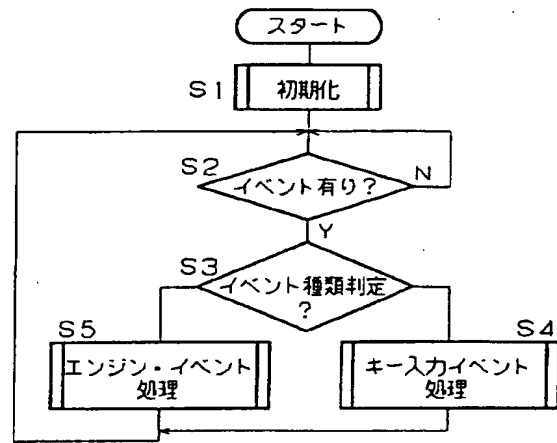 スタート
S1
初期化
S2
イベント有り?
N
Y
S3
イベント種類判定
?
S5
S4
エンジン・イベント
処理
キー入力イベント
処理